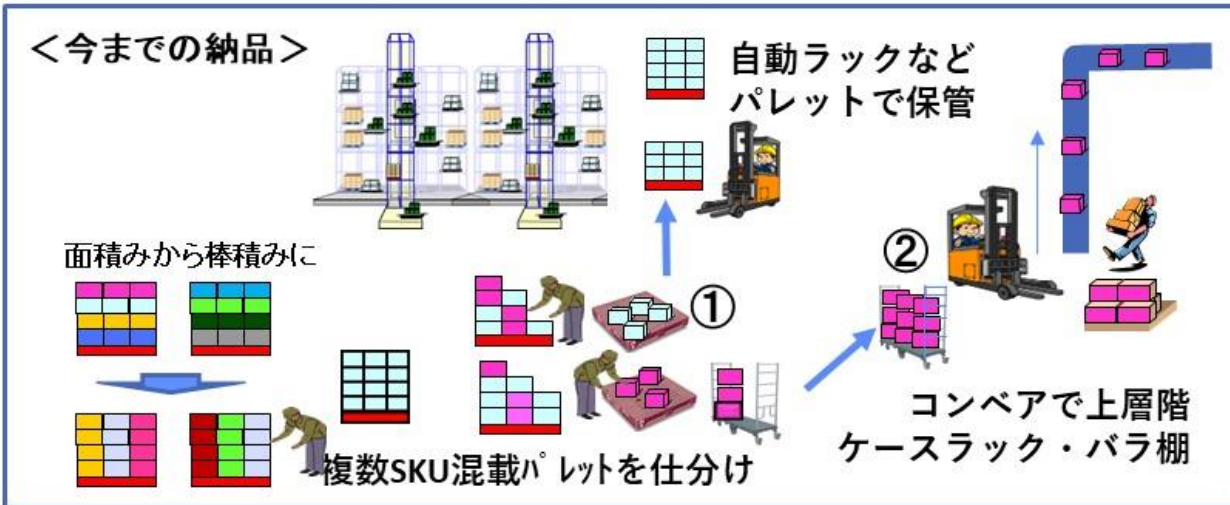 ＜今までの納品＞
自動ラックなど
パレットで保管
面積みから棒積みに
①
②
複数SKU混載ﾊﾟﾚｯﾄを仕分け
コンベアで上層階
ケースラック・バラ棚